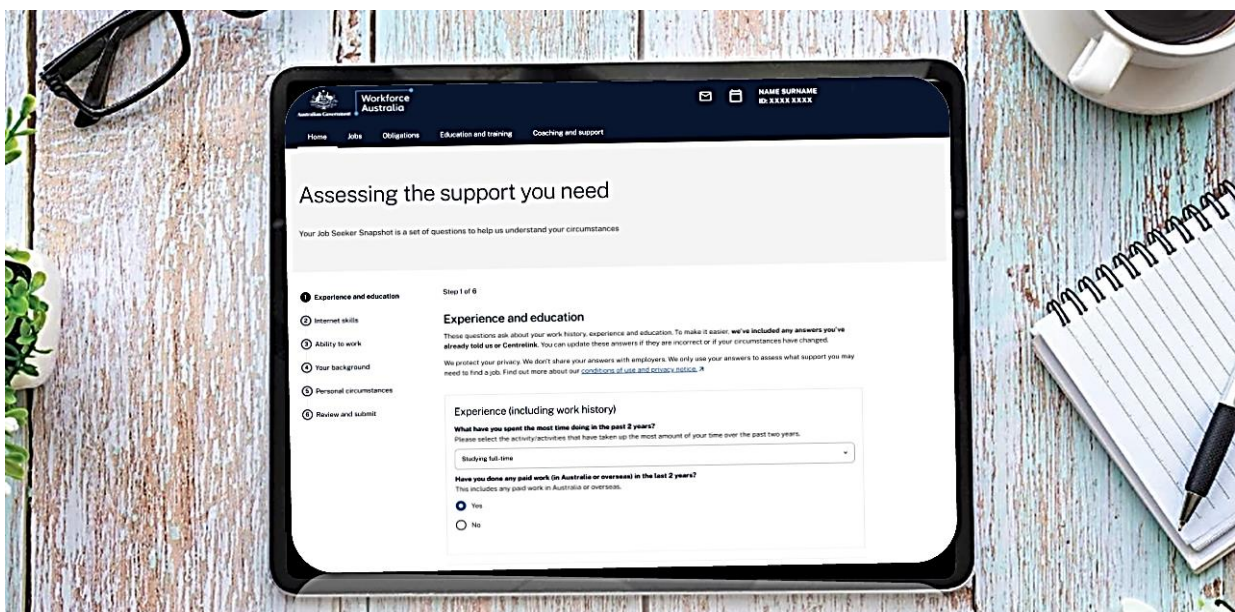 Australian Government
Workforce
Australia
NAME SURNAME
ID: XXXX XXXX
Home Jobs Obligations Education and training Coaching and support
Assessing the support you need
Your Job Seeker Snapshot is a set of questions to help us understand your circumstances
1 Experience and education
2 Internet skills
3 Ability to work
4 Your background
5 Personal circumstances
6 Review and submit
Step 1 of 6
Experience and education
These questions ask about your work history, experience and education. To make it easier, we've included any answers you've
already told us or Centrelink. You can update these answers if they are incorrect or if your circumstances have changed.
We protect your privacy. We don't share your answers with employers. We only use your answers to assess what support you may
need to find a job. Find out more about our conditions of use and privacy notice.
Experience (including work history)
What have you spent the most time doing in the past 2 years?
Please select the activity/activities that have taken up the most amount of your time over the past two years.
Studying full-time
Have you done any paid work (in Australia or overseas) in the last 2 years?
This includes any paid work in Australia or overseas.
Yes
No